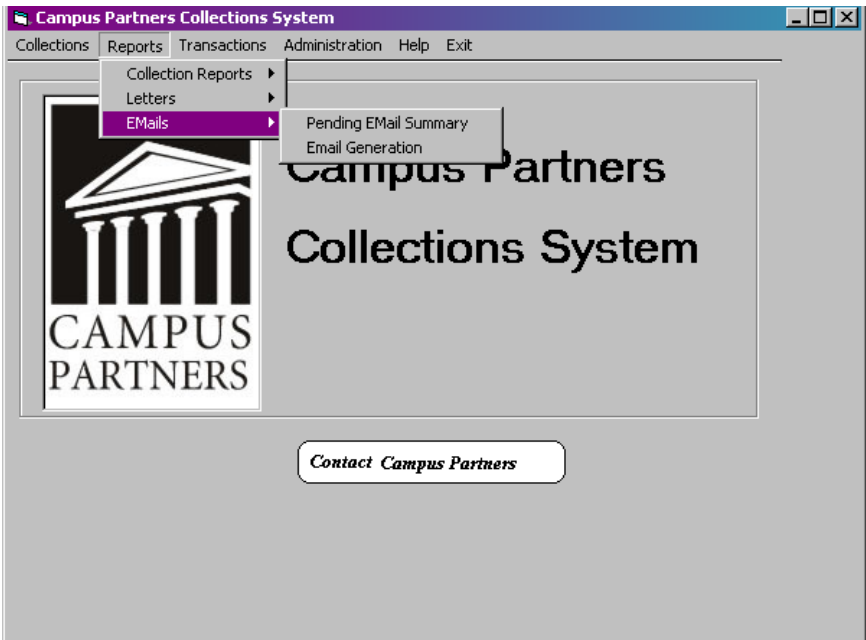 Campus Partners Collections System
Collections Reports Transactions Administration Help Exit
Collection Reports
Letters
EMails
Pending EMail Summary
Email Generation
Campus Partners
Collections System
CAMPUS
PARTNERS
Contact Campus Partners